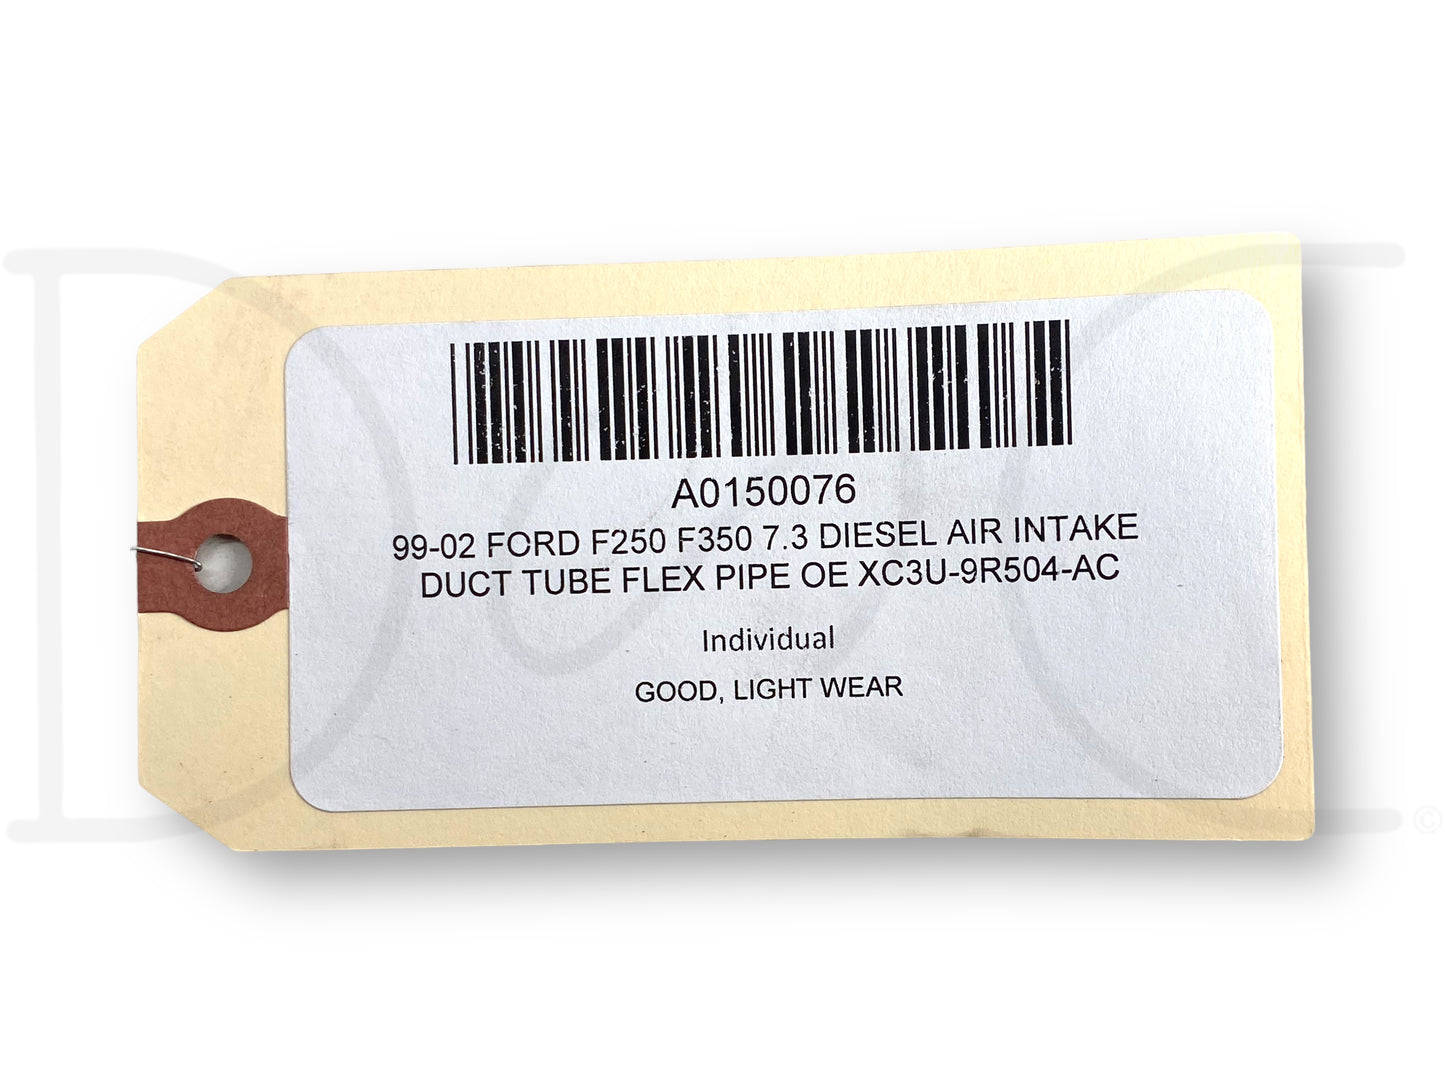 A0150076
99-02 FORD F250 F350 7.3 DIESEL AIR INTAKE
DUCT TUBE FLEX PIPE OE XC3U-9R504-AC
Individual
GOOD, LIGHT WEAR
©